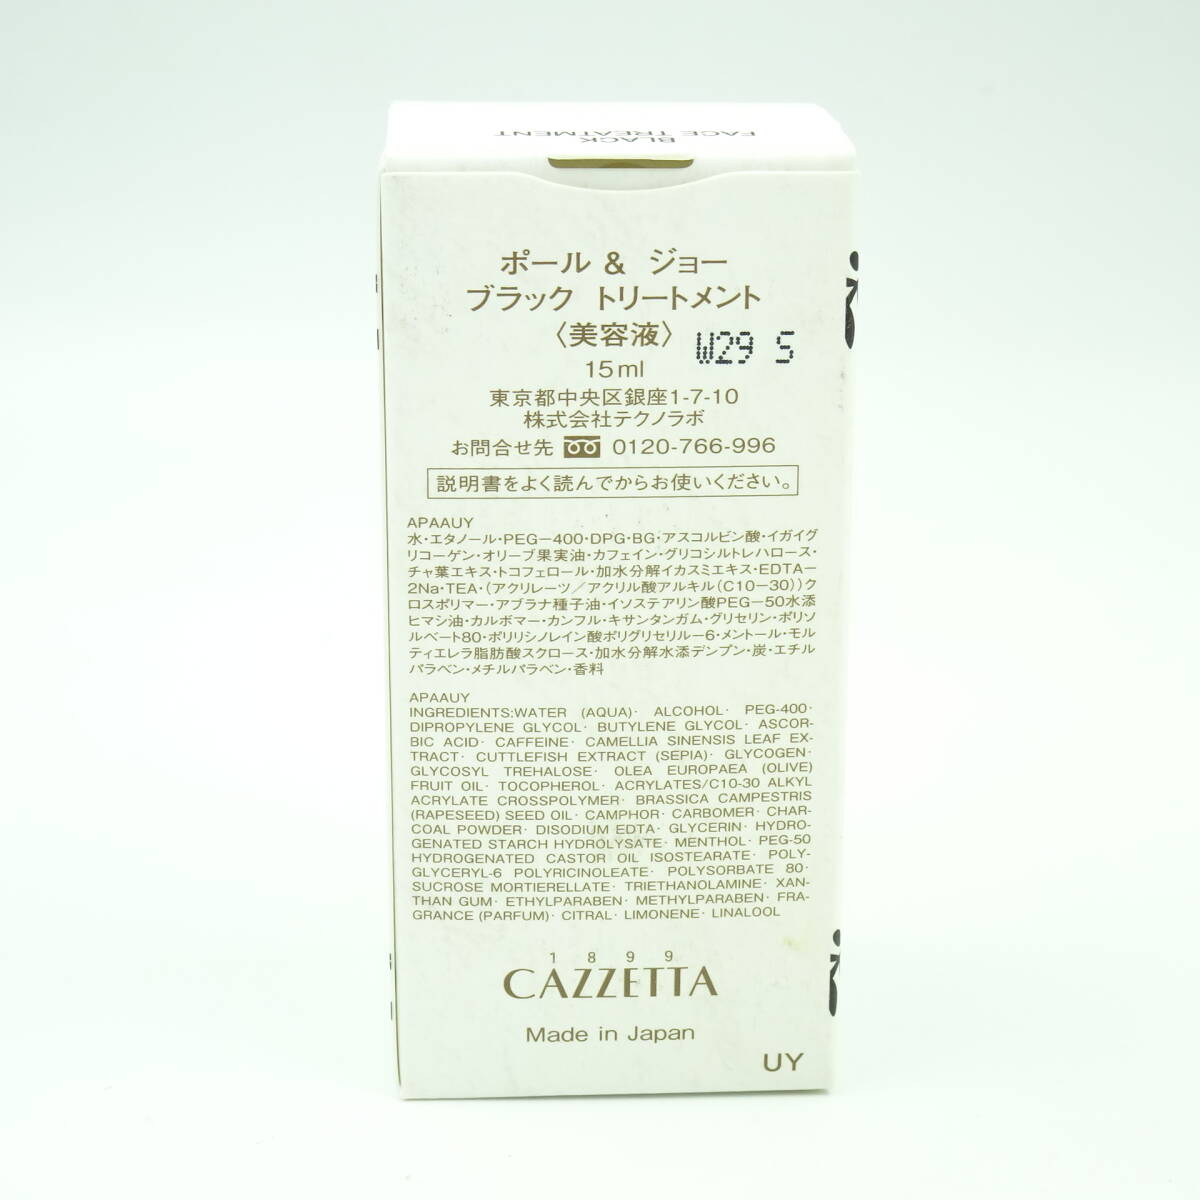 BLACK
FACE TREATMENT
ポール & ジョー
ブラック トリートメント
〈美容液〉
W29 S
15ml
東京都中央区銀座1-7-10
株式会社テクノラボ
お問合せ先 0120-766-996
説明書をよく読んでからお使いください。
APAAUY
水・エタノール・PEG－400・DPG・BG・アスコルビン酸・イガイグ
リコーゲン・オリーブ果実油・カフェイン・グリコシルトレハロース・
チャ葉エキス・トコフェロール・加水分解イカスミエキス・EDTA－
2Na・TEA・(アクリレーツ／アクリル酸アルキル(C10－30))ク
ロスポリマー・アブラナ種子油・イソステアリン酸PEG－50水添
ヒマシ油・カルボマー・カンフル・キサンタンガム・グリセリン・ポリソ
ルベート80・ポリリシノレイン酸ポリグリセリル－6・メントール・モル
ティエレラ脂肪酸スクロース・加水分解水添デンプン・炭・エチル
パラベン・メチルパラベン・香料
APAAUY
INGREDIENTS:WATER (AQUA)· ALCOHOL· PEG-400·
DIPROPYLENE GLYCOL· BUTYLENE GLYCOL· ASCOR-
BIC ACID· CAFFEINE· CAMELLIA SINENSIS LEAF EX-
TRACT· CUTTLEFISH EXTRACT (SEPIA)· GLYCOGEN·
GLYCOSYL TREHALOSE· OLEA EUROPAEA (OLIVE)
FRUIT OIL· TOCOPHEROL· ACRYLATES/C10-30 ALKYL
ACRYLATE CROSSPOLYMER· BRASSICA CAMPESTRIS
(RAPESEED) SEED OIL· CAMPHOR· CARBOMER· CHAR-
COAL POWDER· DISODIUM EDTA· GLYCERIN· HYDRO-
GENATED STARCH HYDROLYSATE· MENTHOL· PEG-50
HYDROGENATED CASTOR OIL ISOSTEARATE· POLY-
GLYCERYL-6 POLYRICINOLEATE· POLYSORBATE 80·
SUCROSE MORTIERELLATE· TRIETHANOLAMINE· XAN-
THAN GUM· ETHYLPARABEN· METHYLPARABEN· FRA-
GRANCE (PARFUM)· CITRAL· LIMONENE· LINALOOL
1899
CAZZETTA
Made in Japan
UY